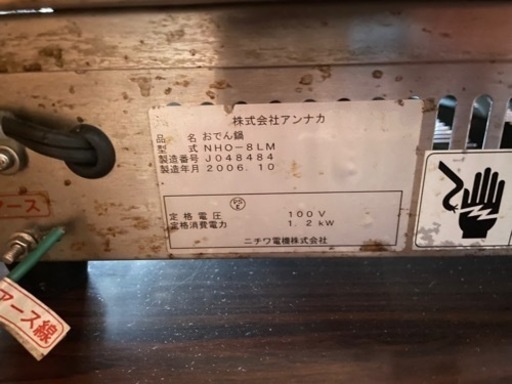 株式会社アンナカ
品 名 おでん鍋
型 式 NHO-8LM
製造番号 J048484
製造年月 2006.10
PS
E
定格電圧 100V
定格消費電力 1.2kW
ニチワ電機株式会社
アース
アース線